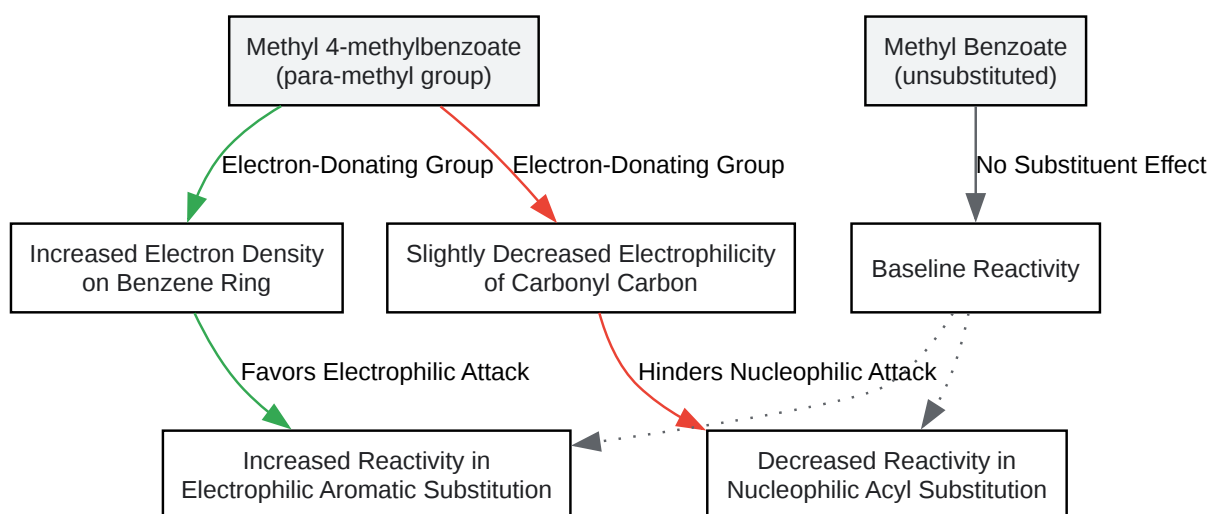 Methyl 4-methylbenzoate
(para-methyl group)
Methyl Benzoate
(unsubstituted)
Electron-Donating Group
Electron-Donating Group
No Substituent Effect
Increased Electron Density
on Benzene Ring
Slightly Decreased Electrophilicity
of Carbonyl Carbon
Baseline Reactivity
Favors Electrophilic Attack
Hinders Nucleophilic Attack
Increased Reactivity in
Electrophilic Aromatic Substitution
Decreased Reactivity in
Nucleophilic Acyl Substitution